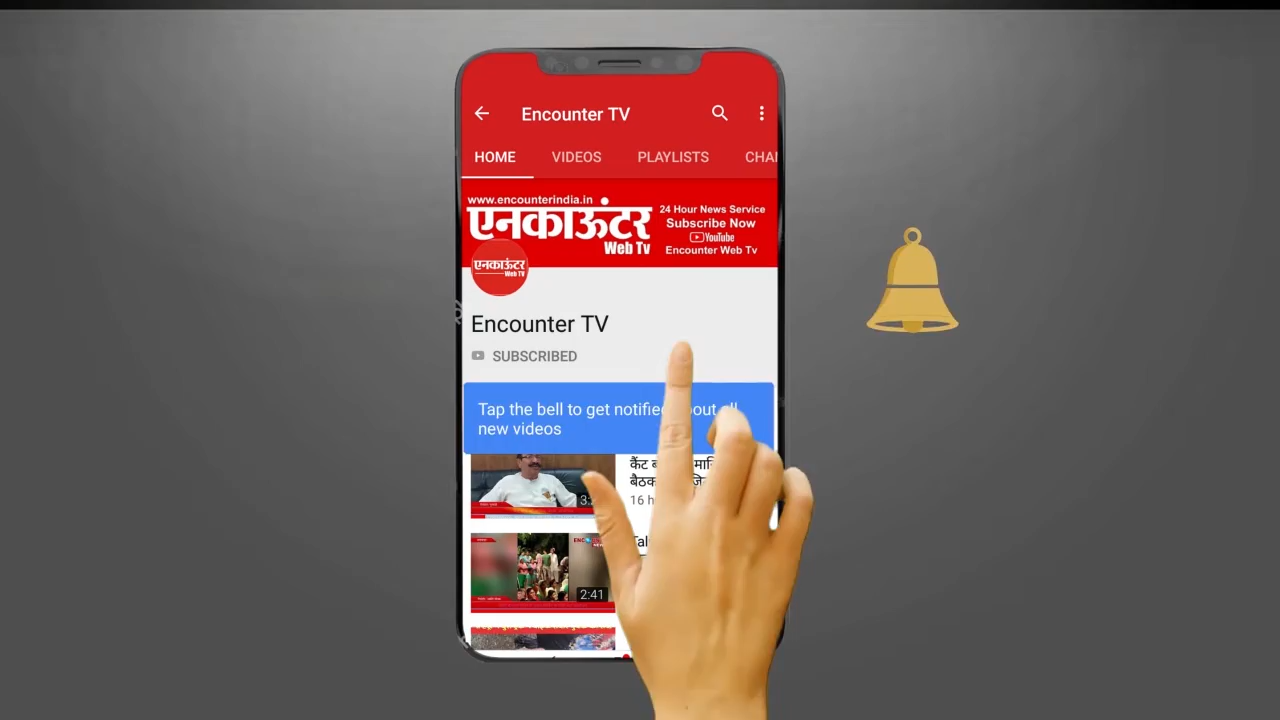 Encounter TV
HOME VIDEOS PLAYLISTS CHA
www.encounterindia.in
एनकाऊंटर
Web Tv
24 Hour News Service
Subscribe Now
YouTube
Encounter Web Tv
एनकाऊंटर
Web TV
Encounter TV
SUBSCRIBED
Tap the bell to get notified about all
new videos
कैंट
बैठक
16 h
2:41